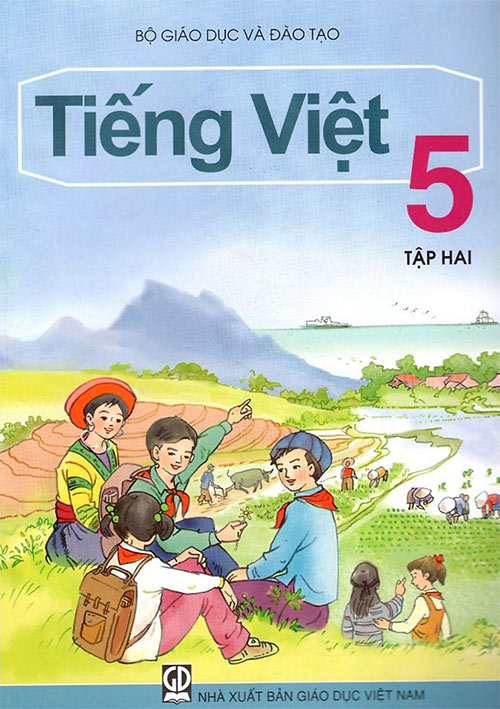 BỘ GIÁO DỤC VÀ ĐÀO TẠO
Tiếng Việt
5
TẬP HAI
GD
NHÀ XUẤT BẢN GIÁO DỤC VIỆT NAM